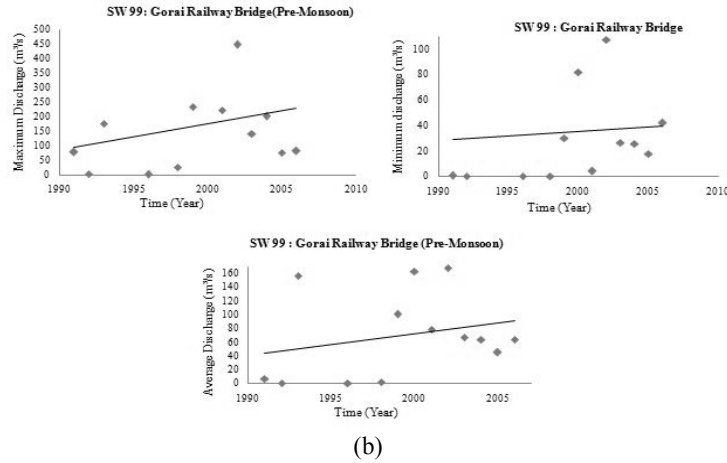 SW 99: Gorai Railway Bridge(Pre-Monsoon)
Maximum Discharge (m³/s)
500
450
400
350
300
250
200
150
100
50
0
1990 1995 2000 2005 2010
Time (Year)
SW 99 : Gorai Railway Bridge
Minimum discharge (m³/s)
100
80
60
40
20
0
1990 1995 2000 2005 2010
Time (Year)
SW 99 : Gorai Railway Bridge (Pre-Monsoon)
Average Discharge (m³/s)
160
140
120
100
80
60
40
20
0
1990 1995 2000 2005
Time (Year)
(b)